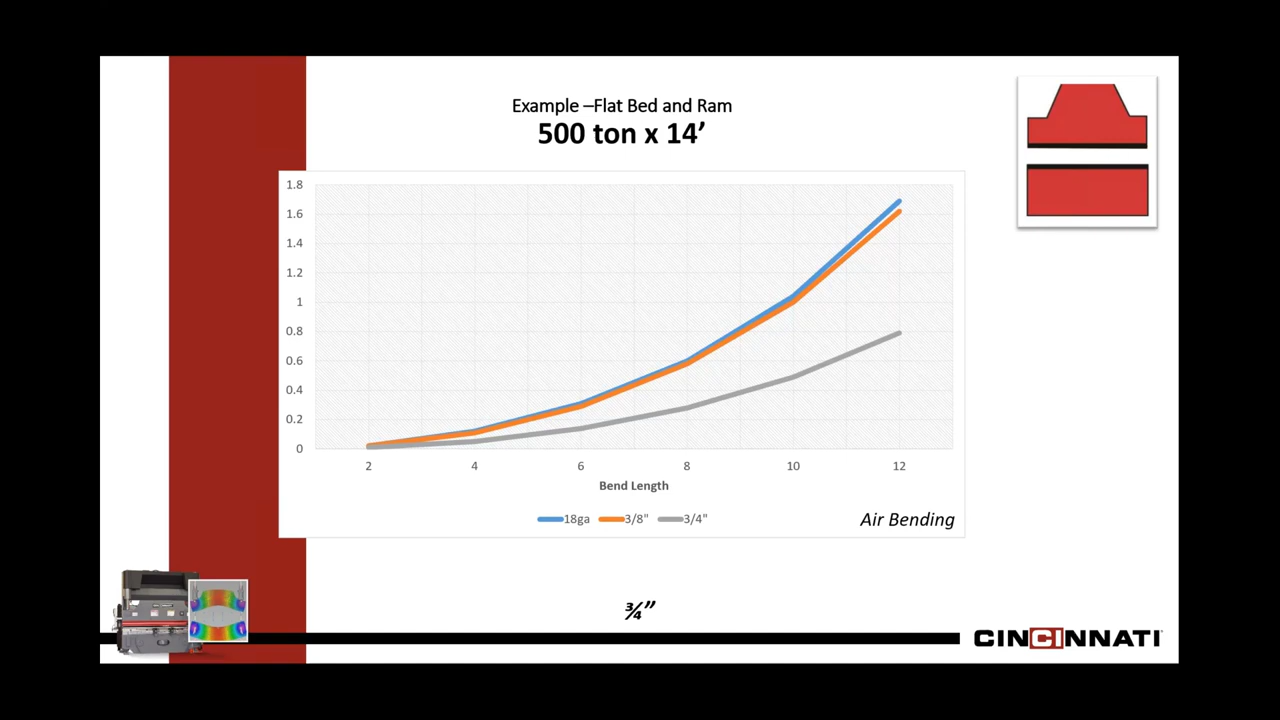 Example –Flat Bed and Ram
500 ton x 14’
1.8
1.6
1.4
1.2
1
0.8
0.6
0.4
0.2
0
2 4 6 8 10 12
Bend Length
18ga 3/8" 3/4"
Air Bending
¾”
CINCINNATI